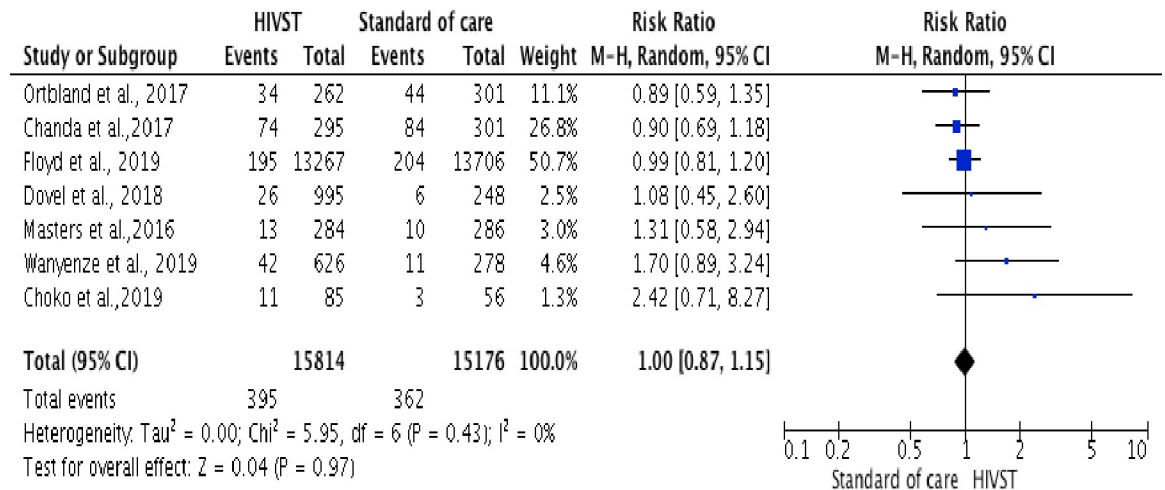 HIVST Standard of care Risk Ratio Risk Ratio
Study or Subgroup Events Total Events Total Weight M-H, Random, 95% CI M-H, Random, 95% CI
Ortbland et al., 2017 34 262 44 301 11.1% 0.89 [0.59, 1.35]
Chanda et al.,2017 74 295 84 301 26.8% 0.90 [0.69, 1.18]
Floyd et al., 2019 195 13267 204 13706 50.7% 0.99 [0.81, 1.20]
Dovel et al., 2018 26 995 6 248 2.5% 1.08 [0.45, 2.60]
Masters et al.,2016 13 284 10 286 3.0% 1.31 [0.58, 2.94]
Wanyenze et al., 2019 42 626 11 278 4.6% 1.70 [0.89, 3.24]
Choko et al.,2019 11 85 3 56 1.3% 2.42 [0.71, 8.27]
Total (95% CI) 15814 15176 100.0% 1.00 [0.87, 1.15]
Total events 395 362
Heterogeneity: Tau² = 0.00; Chi² = 5.95, df = 6 (P = 0.43); I² = 0%
Test for overall effect: Z = 0.04 (P = 0.97)
0.1 0.2 0.5 1 2 5 10
Standard of care HIVST